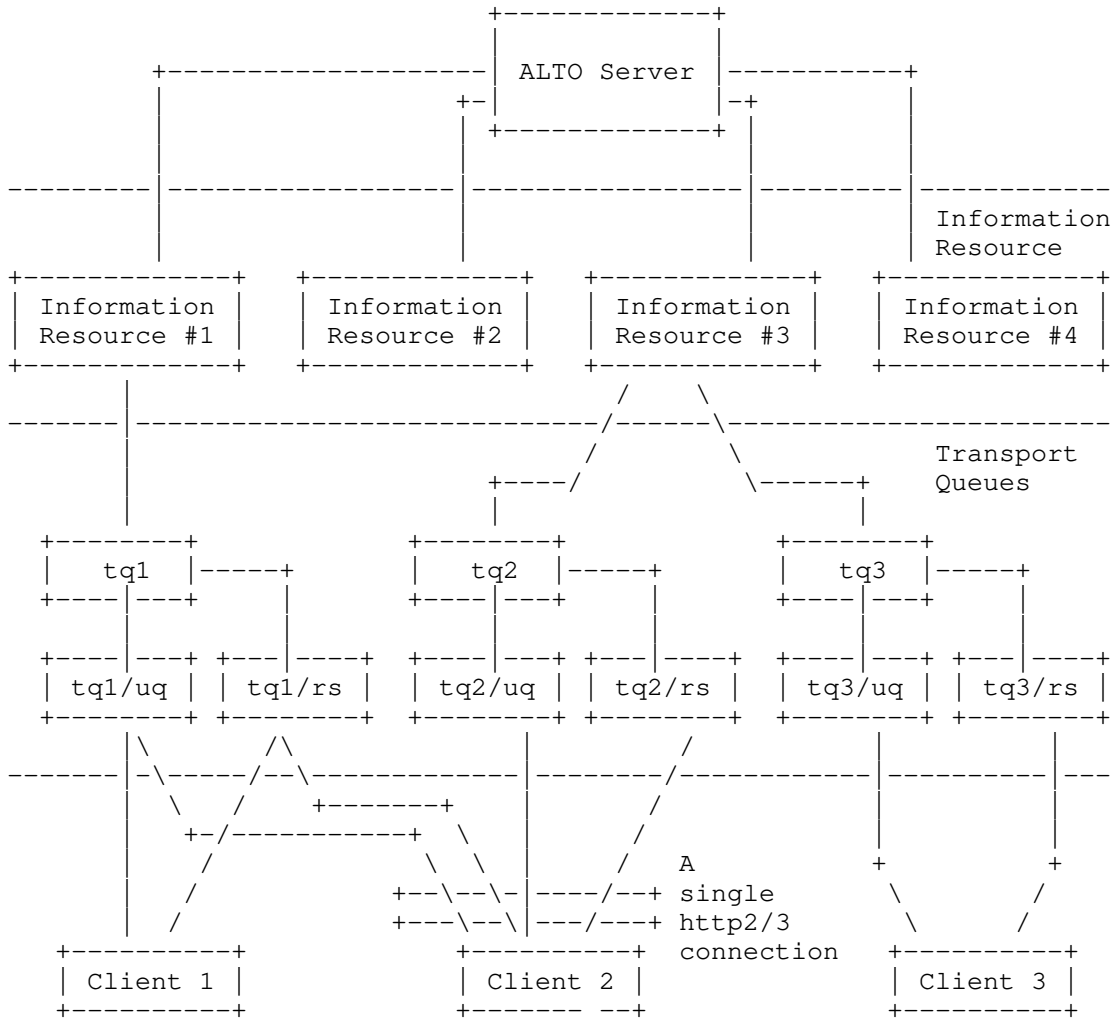 ALTO Server
Information
Resource
Information Information Information Information
Resource #1 Resource #2 Resource #3 Resource #4
Transport
Queues
tq1 tq2 tq3
tq1/uq tq1/rs tq2/uq tq2/rs tq3/uq tq3/rs
A
single
http2/3
connection
Client 1 Client 2 Client 3